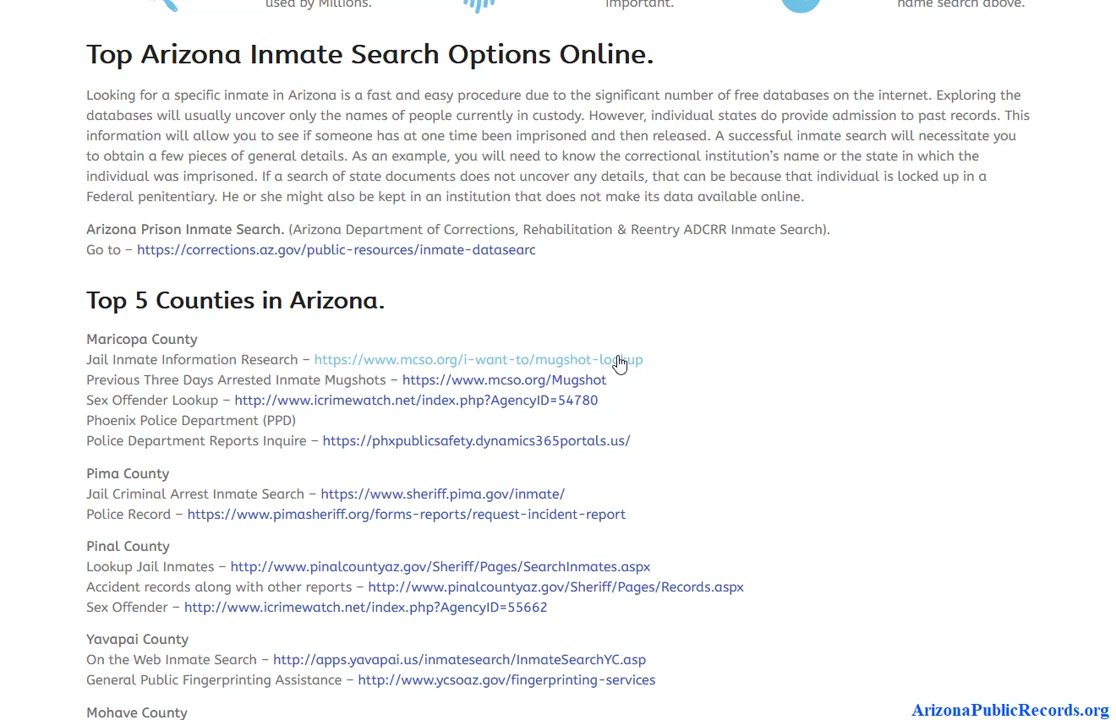 used by Millions.
important.
name search above.
Top Arizona Inmate Search Options Online.
Looking for a specific inmate in Arizona is a fast and easy procedure due to the significant number of free databases on the internet. Exploring the
databases will usually uncover only the names of people currently in custody. However, individual states do provide admission to past records. This
information will allow you to see if someone has at one time been imprisoned and then released. A successful inmate search will necessitate you
to obtain a few pieces of general details. As an example, you will need to know the correctional institution's name or the state in which the
individual was imprisoned. If a search of state documents does not uncover any details, that can be because that individual is locked up in a
Federal penitentiary. He or she might also be kept in an institution that does not make its data available online.
Arizona Prison Inmate Search. (Arizona Department of Corrections, Rehabilitation & Reentry ADCRR Inmate Search).
Go to – https://corrections.az.gov/public-resources/inmate-datasearc
Top 5 Counties in Arizona.
Maricopa County
Jail Inmate Information Research – https://www.mcso.org/i-want-to/mugshot-lookup
Previous Three Days Arrested Inmate Mugshots – https://www.mcso.org/Mugshot
Sex Offender Lookup – http://www.icrimewatch.net/index.php?AgencyID=54780
Phoenix Police Department (PPD)
Police Department Reports Inquire – https://phxpublicsafety.dynamics365portals.us/
Pima County
Jail Criminal Arrest Inmate Search – https://www.sheriff.pima.gov/inmate/
Police Record – https://www.pimasheriff.org/forms-reports/request-incident-report
Pinal County
Lookup Jail Inmates – http://www.pinalcountyaz.gov/Sheriff/Pages/SearchInmates.aspx
Accident records along with other reports – http://www.pinalcountyaz.gov/Sheriff/Pages/Records.aspx
Sex Offender – http://www.icrimewatch.net/index.php?AgencyID=55662
Yavapai County
On the Web Inmate Search – http://apps.yavapai.us/inmatesearch/InmateSearchYC.asp
General Public Fingerprinting Assistance – http://www.ycsoaz.gov/fingerprinting-services
Mohave County
ArizonaPublicRecords.org